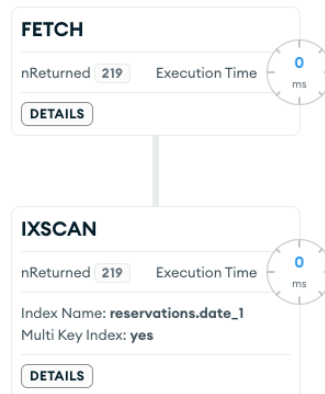 FETCH
nReturned 219 Execution Time 0 ms
DETAILS
IXSCAN
nReturned 219 Execution Time 0 ms
Index Name: reservations.date_1
Multi Key Index: yes
DETAILS